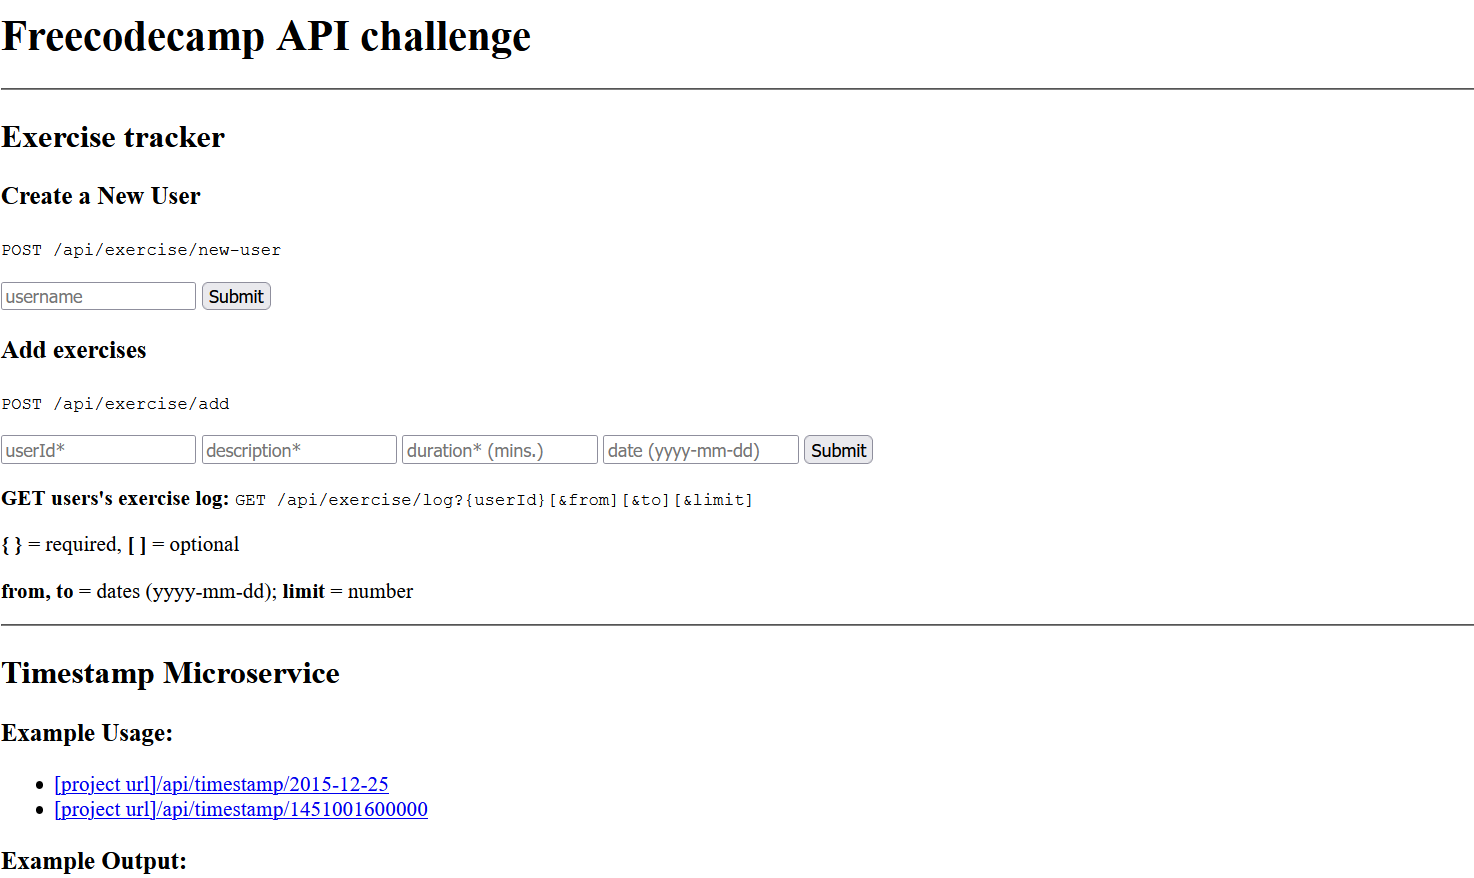 Freecodecamp API challenge
Exercise tracker
Create a New User
POST /api/exercise/new-user
username Submit
Add exercises
POST /api/exercise/add
userId* description* duration* (mins.) date (yyyy-mm-dd) Submit
GET users's exercise log: GET /api/exercise/log?{userId}[&from][&to][&limit]
{ } = required, [ ] = optional
from, to = dates (yyyy-mm-dd); limit = number
Timestamp Microservice
Example Usage:
[project url]/api/timestamp/2015-12-25
[project url]/api/timestamp/1451001600000
Example Output: